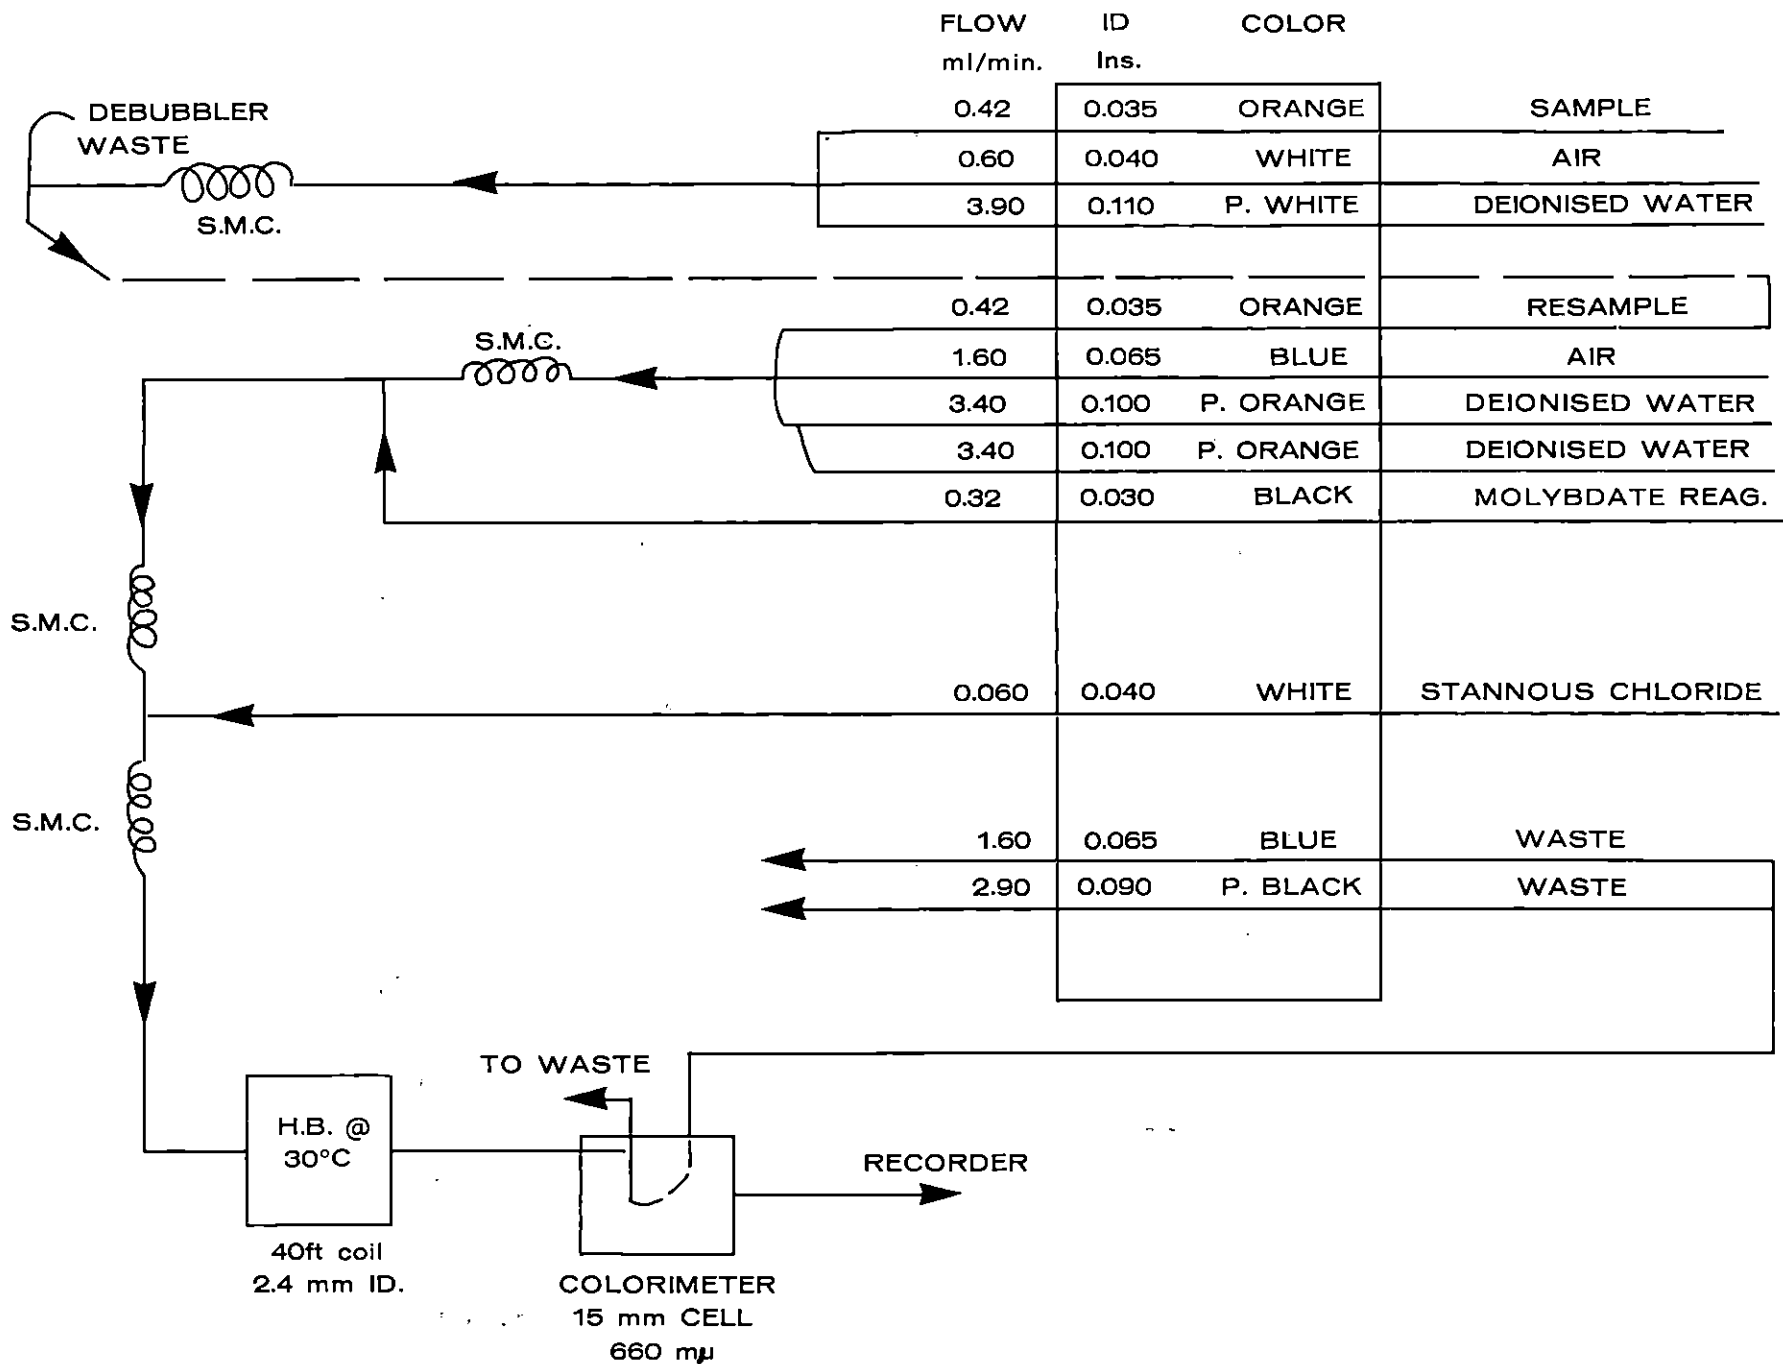 FLOW ID COLOR
ml/min. Ins.
DEBUBBLER
WASTE
0.42 0.035 ORANGE SAMPLE
0.60 0.040 WHITE AIR
3.90 0.110 P. WHITE DEIONISED WATER
S.M.C.
0.42 0.035 ORANGE RESAMPLE
S.M.C.
1.60 0.065 BLUE AIR
3.40 0.100 P. ORANGE DEIONISED WATER
3.40 0.100 P. ORANGE DEIONISED WATER
0.32 0.030 BLACK MOLYBDATE REAG.
S.M.C.
0.060 0.040 WHITE STANNOUS CHLORIDE
S.M.C.
1.60 0.065 BLUE WASTE
2.90 0.090 P. BLACK WASTE
TO WASTE
H.B. @
30°C
RECORDER
40ft coil
2.4 mm ID.
COLORIMETER
15 mm CELL
660 mµ